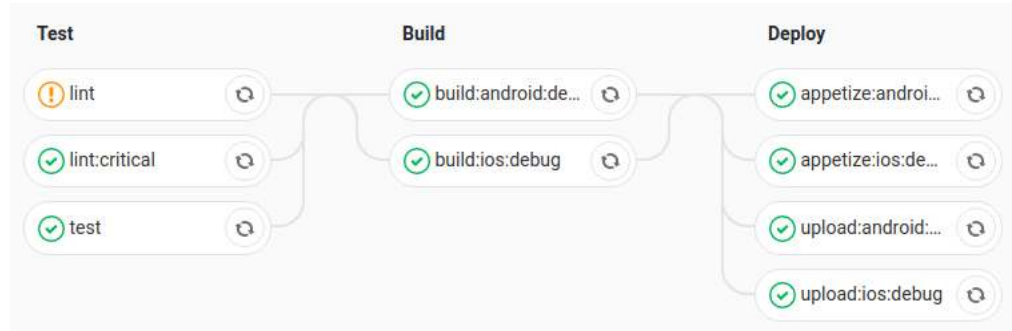 Test
lint
lint:critical
test
Build
build:android:de...
build:ios:debug
Deploy
appetize:androi...
appetize:ios:de...
upload:android:...
upload:ios:debug